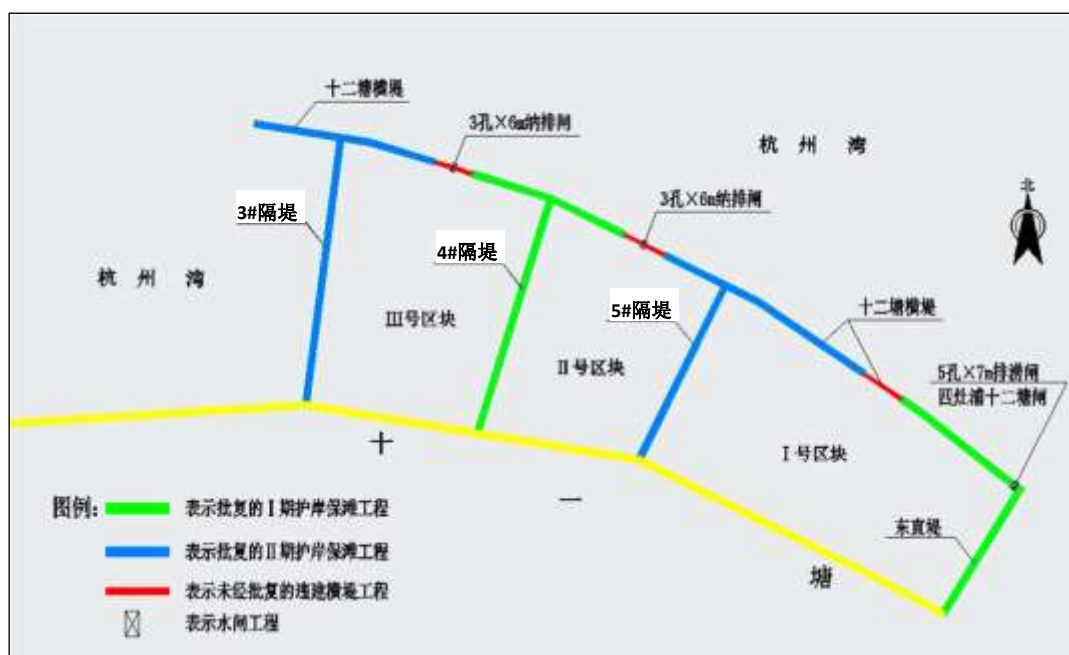 十二塘横堤
3孔×6m纳排闸
杭 州 湾
3#隔堤
3孔×6m纳排闸
北
4#隔堤
杭 州 湾
5#隔堤
十二塘横堤
III号区块
II号区块
5孔×7m排涝闸
四灶浦十二塘闸
I号区块
十
一
塘
东直堤
图例：
表示批复的I期护岸保滩工程
表示批复的II期护岸保滩工程
表示未经批复的违建横堤工程
表示水闸工程